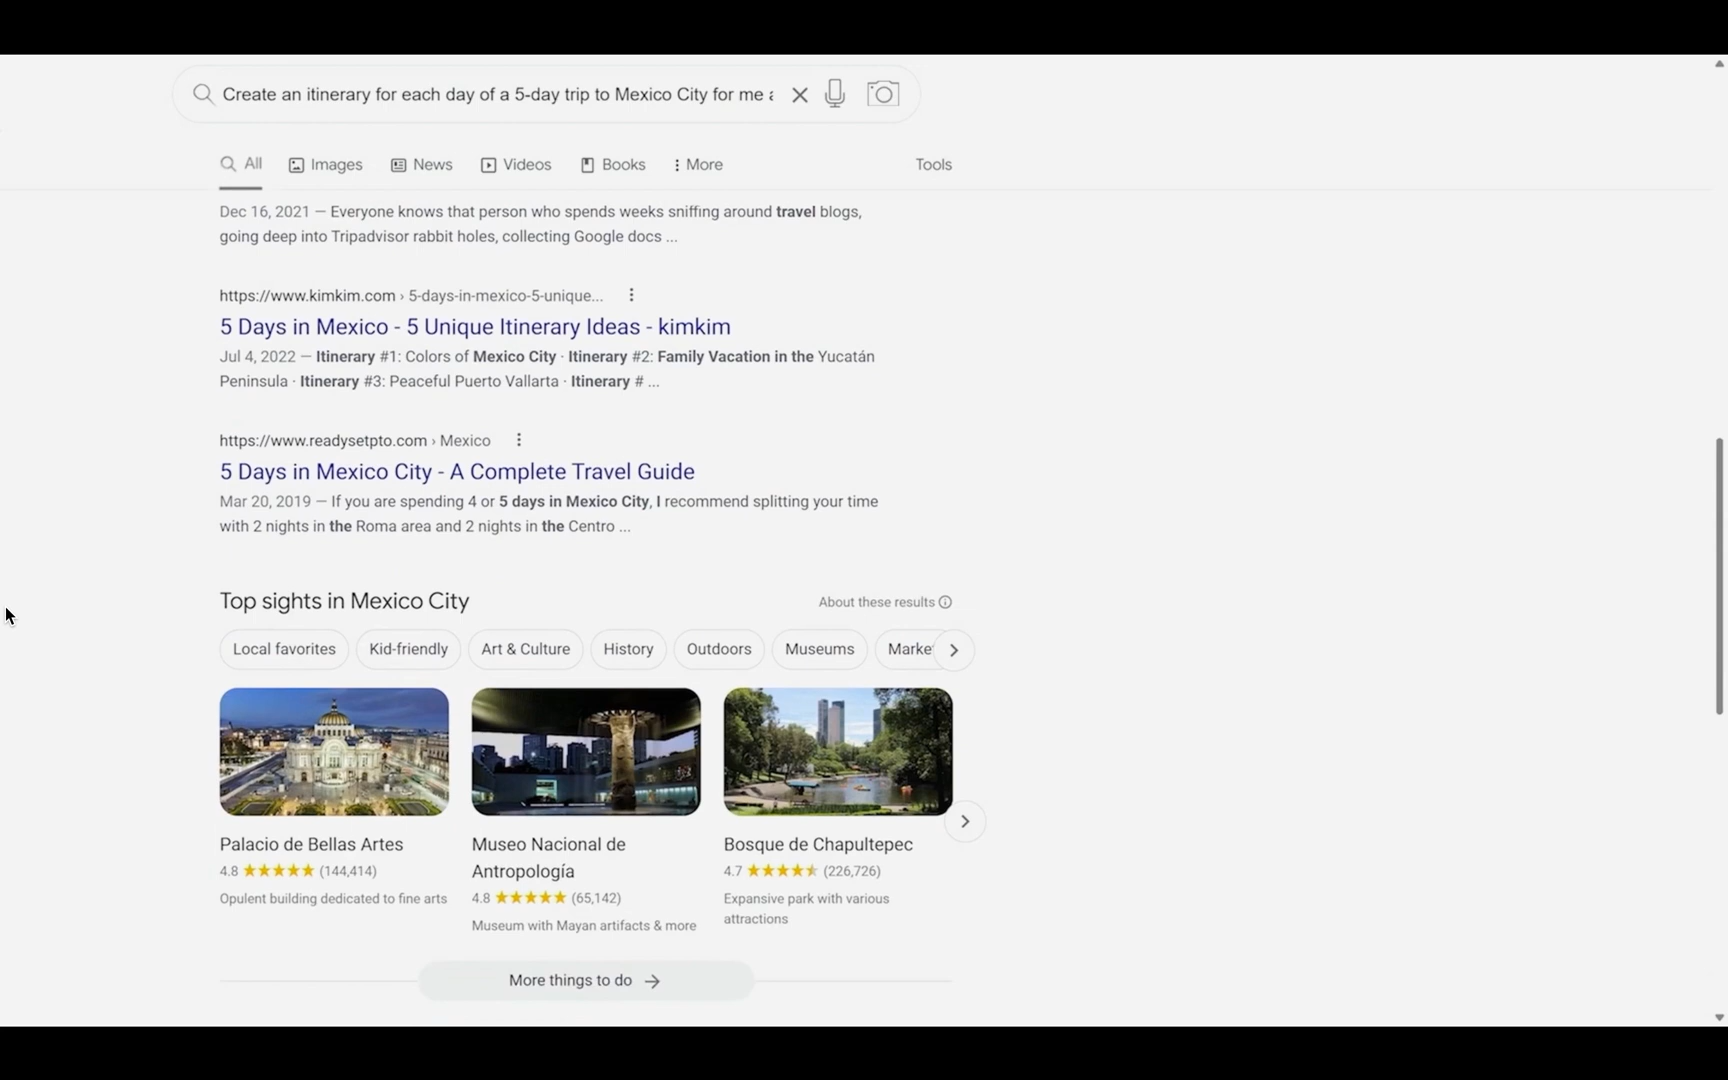 Create an itinerary for each day of a 5-day trip to Mexico City for me
All
Images
News
Videos
Books
More
Tools
Dec 16, 2021 — Everyone knows that person who spends weeks sniffing around travel blogs,
going deep into Tripadvisor rabbit holes, collecting Google docs ...
https://www.kimkim.com › 5-days-in-mexico-5-unique...
5 Days in Mexico - 5 Unique Itinerary Ideas - kimkim
Jul 4, 2022 — Itinerary #1: Colors of Mexico City · Itinerary #2: Family Vacation in the Yucatán
Peninsula · Itinerary #3: Peaceful Puerto Vallarta · Itinerary # ...
https://www.readysetpto.com › Mexico
5 Days in Mexico City - A Complete Travel Guide
Mar 20, 2019 — If you are spending 4 or 5 days in Mexico City, I recommend splitting your time
with 2 nights in the Roma area and 2 nights in the Centro ...
Top sights in Mexico City
About these results
Local favorites
Kid-friendly
Art & Culture
History
Outdoors
Museums
Marke
Palacio de Bellas Artes
4.8 (144,414)
Opulent building dedicated to fine arts
Museo Nacional de
Antropología
4.8 (65,142)
Museum with Mayan artifacts & more
Bosque de Chapultepec
4.7 (226,726)
Expansive park with various
attractions
More things to do →